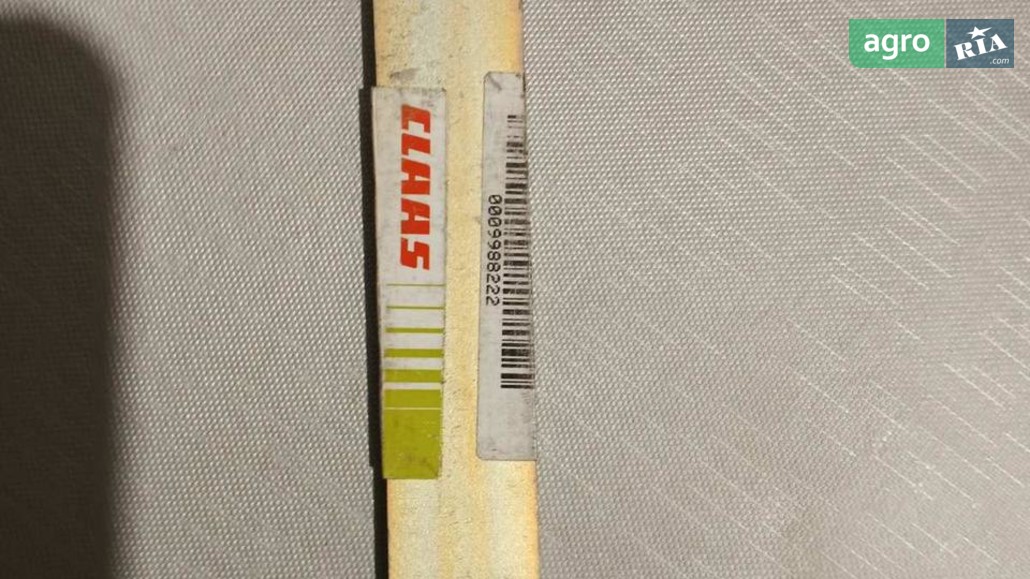 CLAAS
0009988222
agro
RIA
.com